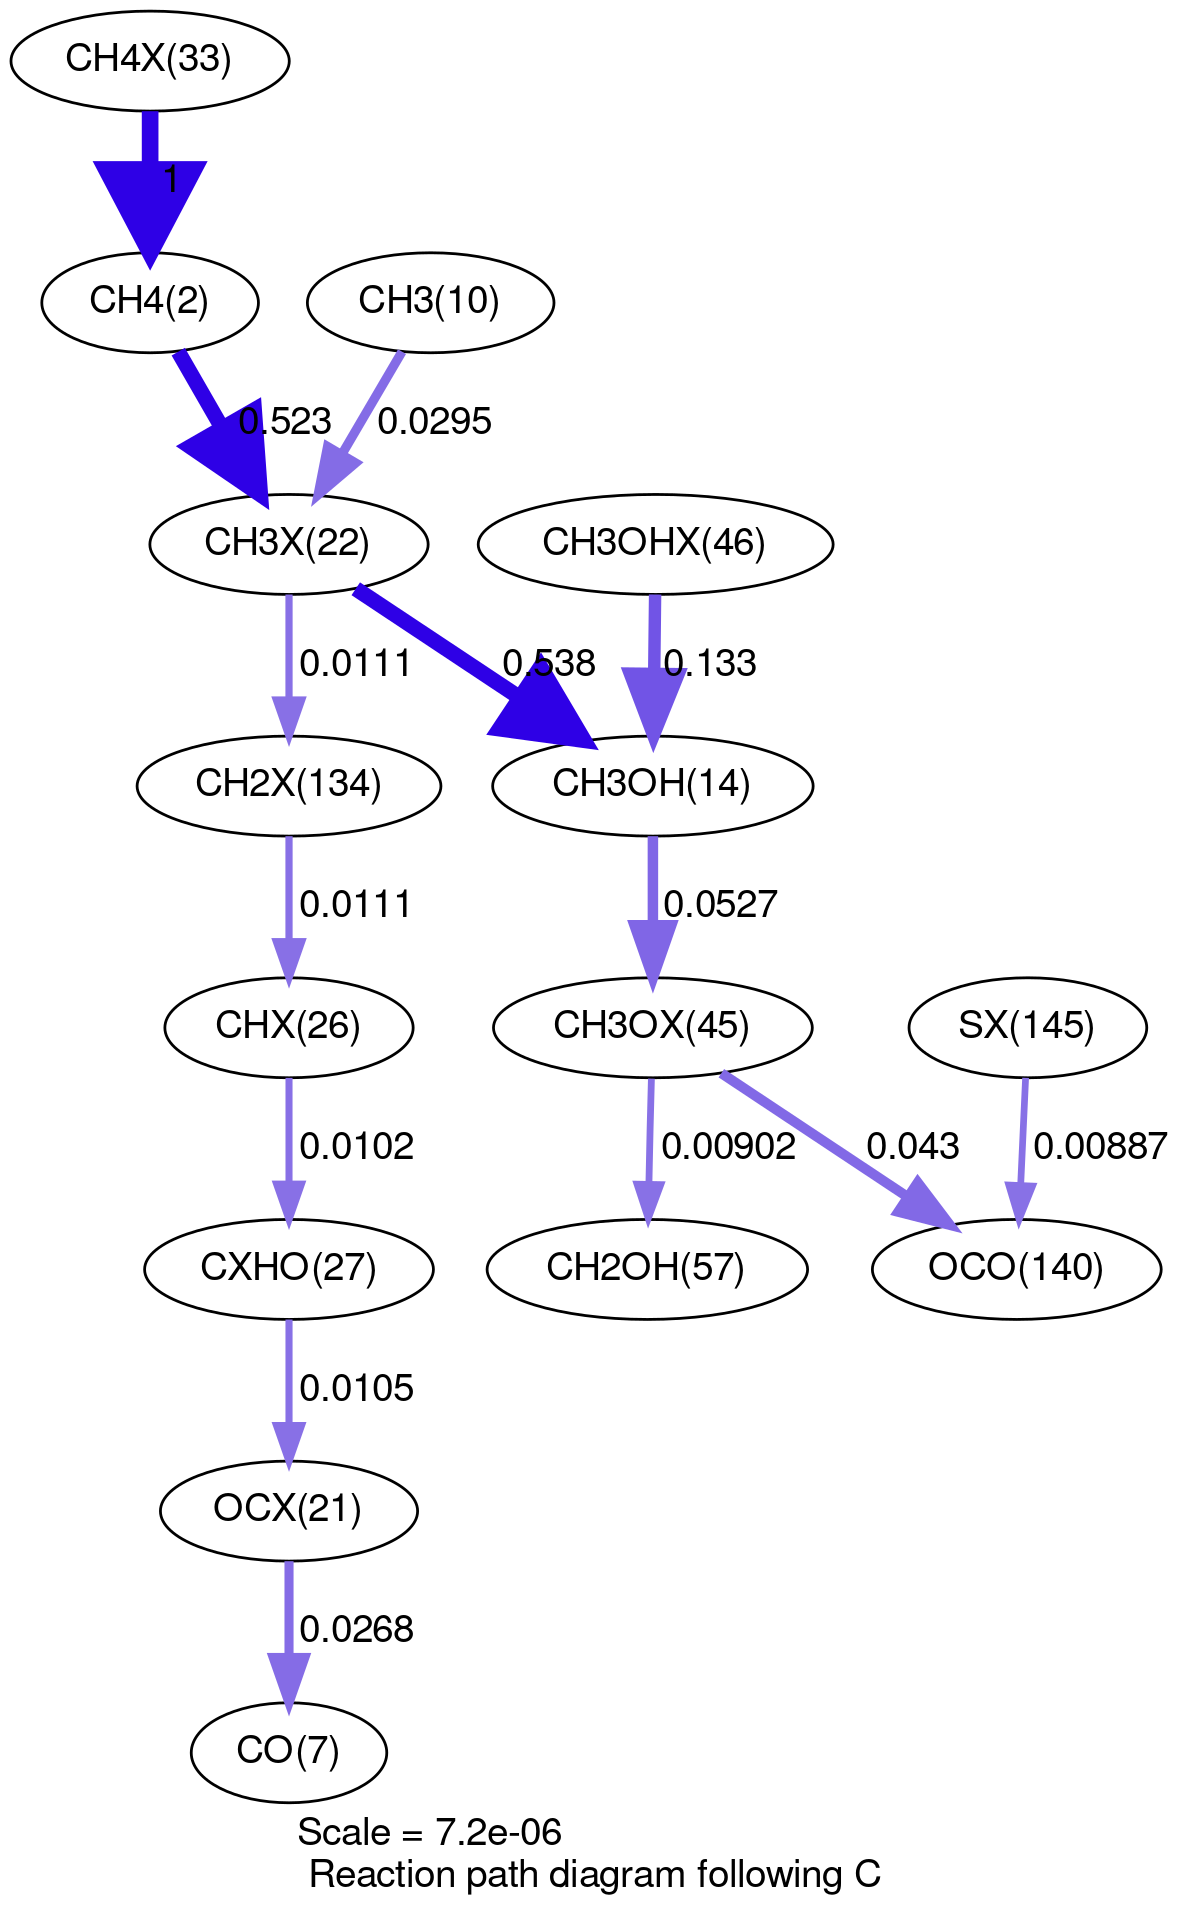 CH4X(33)
1
CH4(2)
CH3(10)
0.523
0.0295
CH3X(22)
CH3OHX(46)
0.0111
0.538
0.133
CH2X(134)
CH3OH(14)
0.0111
0.0527
CHX(26)
CH3OX(45)
SX(145)
0.0102
0.00902
0.043
0.00887
CXHO(27)
CH2OH(57)
OCO(140)
0.0105
OCX(21)
0.0268
CO(7)
Scale = 7.2e-06
Reaction path diagram following C